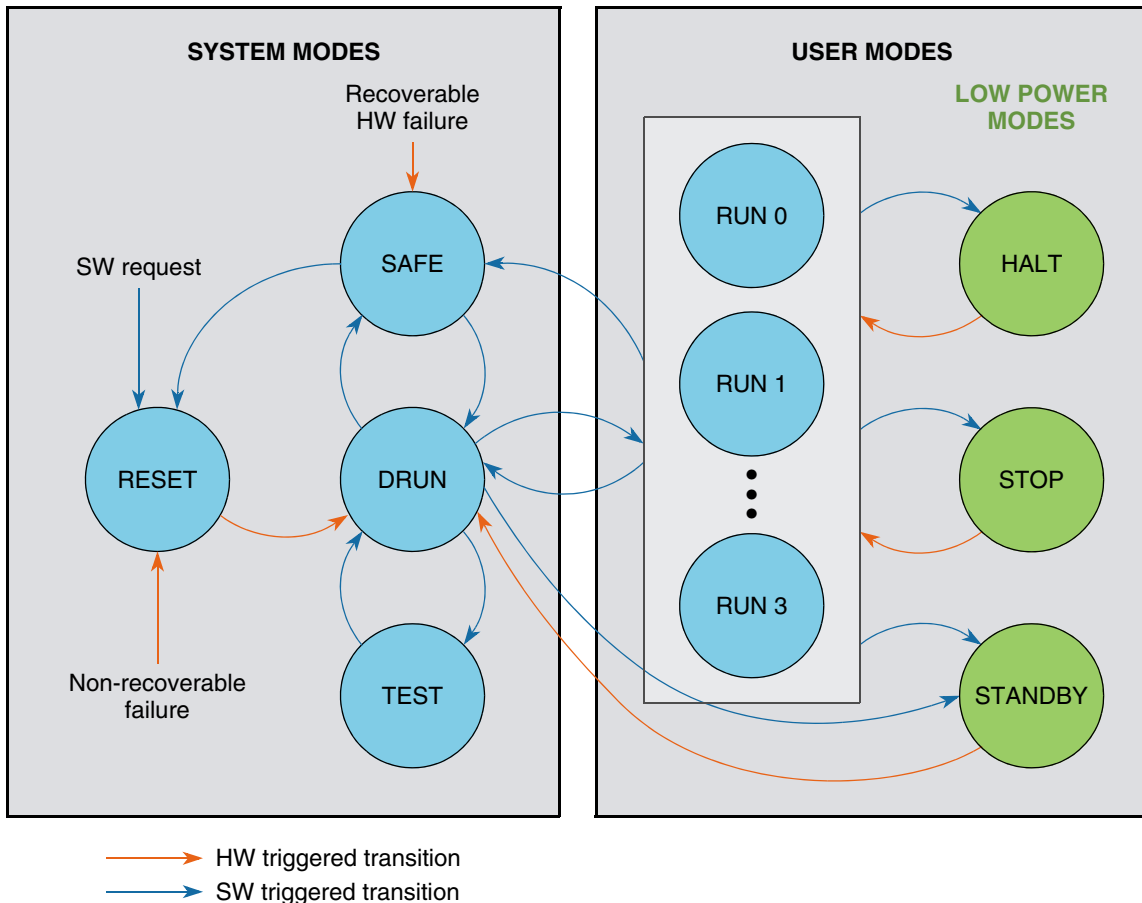 SYSTEM MODES
Recoverable
HW failure
SAFE
SW request
RESET
DRUN
Non-recoverable
failure
TEST
USER MODES
LOW POWER
MODES
RUN 0
HALT
RUN 1
STOP
RUN 3
STANDBY
HW triggered transition
SW triggered transition